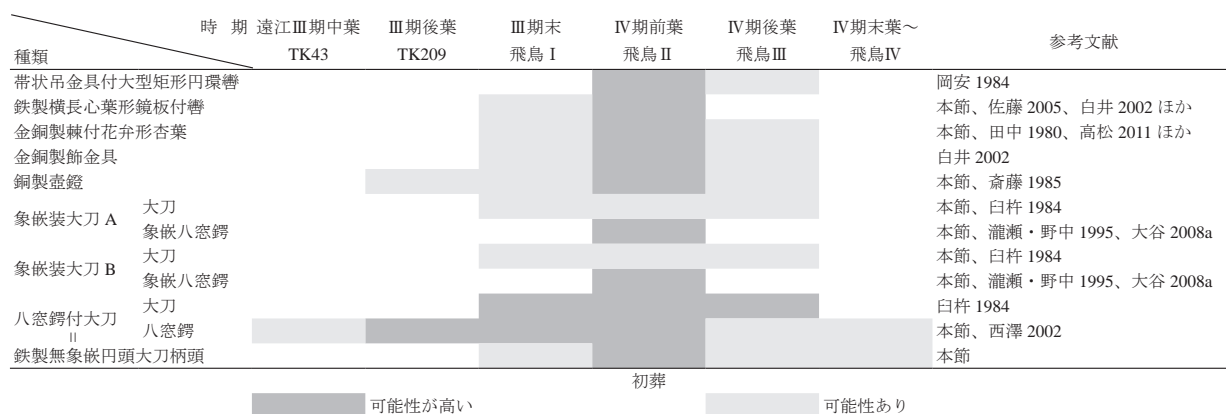 時 期 遠江Ⅲ期中葉 Ⅲ期後葉 Ⅲ期末 Ⅳ期前葉 Ⅳ期後葉 Ⅳ期末葉～ 参考文献
種類 TK43 TK209 飛鳥Ⅰ 飛鳥Ⅱ 飛鳥Ⅲ 飛鳥Ⅳ
帯状吊金具付大型矩形円環轡 岡安 1984
鉄製横長心葉形鏡板付轡 本節、佐藤 2005、白井 2002 ほか
金銅製棘付花弁形杏葉 本節、田中 1980、高松 2011 ほか
金銅製飾金具 白井 2002
銅製壺鐙 本節、斎藤 1985
象嵌装大刀 A 大刀 本節、臼杵 1984
象嵌八窓鍔 本節、瀧瀬・野中 1995、大谷 2008a
象嵌装大刀 B 大刀 本節、臼杵 1984
象嵌八窓鍔 本節、瀧瀬・野中 1995、大谷 2008a
八窓鍔付大刀 大刀 臼杵 1984
＝ 八窓鍔 本節、西澤 2002
鉄製無象嵌円頭大刀柄頭 本節
初葬
可能性が高い 可能性あり